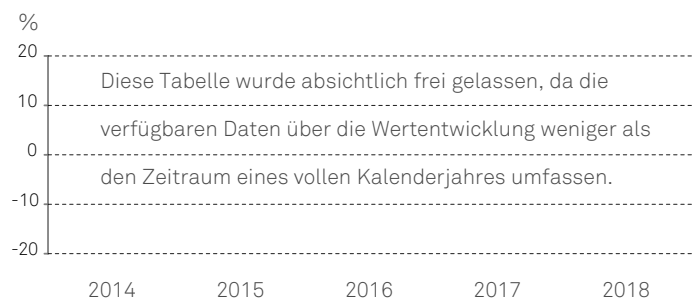 %
20
Diese Tabelle wurde absichtlich frei gelassen, da die
10
verfügbaren Daten über die Wertentwicklung weniger als
0
den Zeitraum eines vollen Kalenderjahres umfassen.
-10
-20
2014 2015 2016 2017 2018